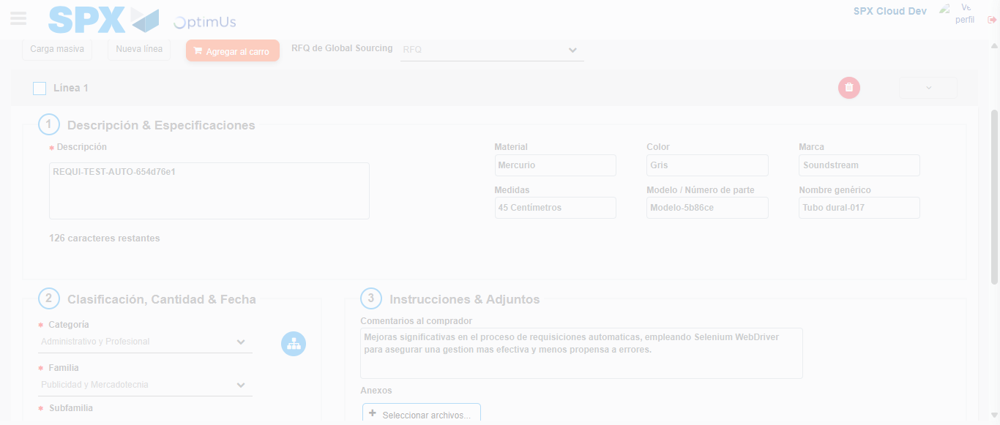 SPX
OptimUs
SPX Cloud Dev
Ve
perfil
Carga masiva
Nueva línea
Agregar al carro
RFQ de Global Sourcing
RFQ
Línea 1
1 Descripción & Especificaciones
* Descripción
REQUI-TEST-AUTO-654d76e1
126 caracteres restantes
Material
Color
Marca
Mercurio
Gris
Soundstream
Medidas
Modelo / Número de parte
Nombre genérico
45 Centímetros
Modelo-5b86ce
Tubo dural-017
2 Clasificación, Cantidad & Fecha
* Categoría
Administrativo y Profesional
* Familia
Publicidad y Mercadotecnia
* Subfamilia
3 Instrucciones & Adjuntos
Comentarios al comprador
Mejoras significativas en el proceso de requisiciones automaticas, empleando Selenium WebDriver
para asegurar una gestion mas efectiva y menos propensa a errores.
Anexos
+ Seleccionar archivos...